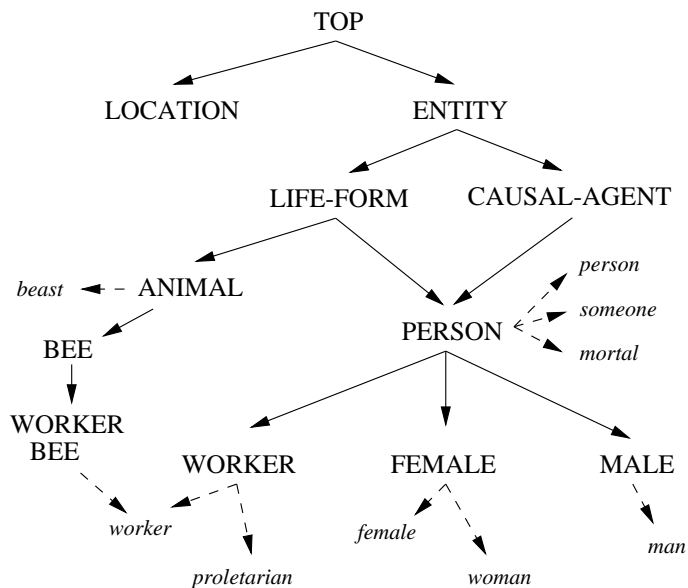 TOP
LOCATION
ENTITY
LIFE-FORM
CAUSAL-AGENT
beast
ANIMAL
person
someone
mortal
PERSON
BEE
WORKER
BEE
WORKER
FEMALE
MALE
worker
female
man
proletarian
woman